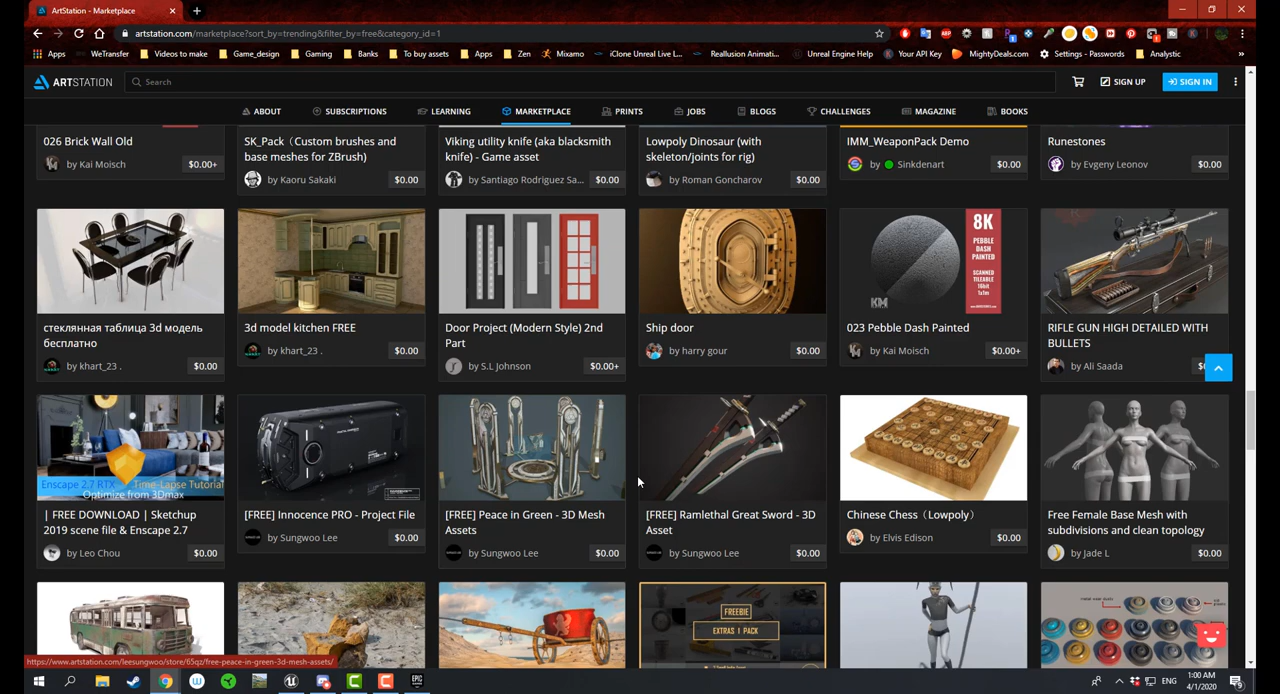 ArtStation - Marketplace
artstation.com/marketplace?sort_by=trending&filter_by=free&category_id=1
Apps WeTransfer Videos to make Game_design Gaming Banks To buy assets Apps Zen Mixamo iClone Unreal Live L... Reallusion Animati... Unreal Engine Help Your API Key MightyDeals.com Settings - Passwords Analystic »
ARTSTATION Search SIGN UP SIGN IN
ABOUT SUBSCRIPTIONS LEARNING MARKETPLACE PRINTS JOBS BLOGS CHALLENGES MAGAZINE BOOKS
026 Brick Wall Old
by Kai Moisch $0.00+
SK_Pack（Custom brushes and
base meshes for ZBrush)
by Kaoru Sakaki $0.00
Viking utility knife (aka blacksmith
knife) - Game asset
by Santiago Rodriguez Sa... $0.00
Lowpoly Dinosaur (with
skeleton/joints for rig)
by Roman Goncharov $0.00
IMM_WeaponPack Demo
by Sinkdenart $0.00
Runestones
by Evgeny Leonov $0.00
стеклянная таблица 3d модель
бесплатно
by khart_23 . $0.00
3d model kitchen FREE
by khart_23 . $0.00
Door Project (Modern Style) 2nd
Part
by S.L Johnson $0.00+
Ship door
by harry gour $0.00
8K
PEBBLE
DASH
PAINTED
SCANNED
TILEABLE
16bit
1x1m
KM
023 Pebble Dash Painted
by Kai Moisch $0.00+
RIFLE GUN HIGH DETAILED WITH
BULLETS
by Ali Saada
Enscape 2.7 RTX Time-Lapse Tutorial
Optimize from 3Dmax
| FREE DOWNLOAD | Sketchup
2019 scene file & Enscape 2.7
by Leo Chou $0.00
[FREE] Innocence PRO - Project File
by Sungwoo Lee $0.00
[FREE] Peace in Green - 3D Mesh
Assets
by Sungwoo Lee $0.00
[FREE] Ramlethal Great Sword - 3D
Asset
by Sungwoo Lee $0.00
Chinese Chess（Lowpoly）
by Elvis Edison $0.00
Free Female Base Mesh with
subdivisions and clean topology
by Jade L $0.00
FREEBIE
EXTRAS 1 PACK
https://www.artstation.com/leesungwoo/store/65qz/free-peace-in-green-3d-mesh-assets/
ENG
1:00 AM
4/1/2020